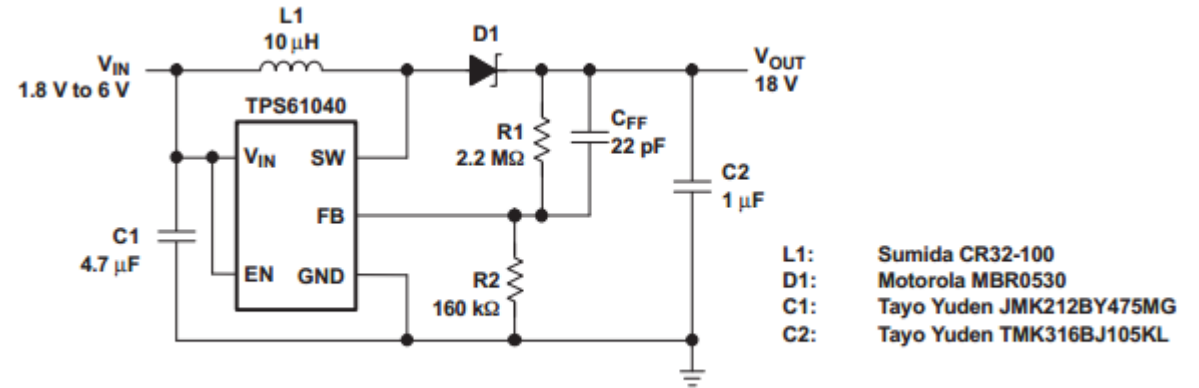 L1
10 μH
D1
VIN
1.8 V to 6 V
VOUT
18 V
TPS61040
VIN
SW
FB
EN
GND
R1
2.2 MΩ
CFF
22 pF
C2
1 μF
C1
4.7 μF
R2
160 kΩ
L1: Sumida CR32-100
D1: Motorola MBR0530
C1: Tayo Yuden JMK212BY475MG
C2: Tayo Yuden TMK316BJ105KL